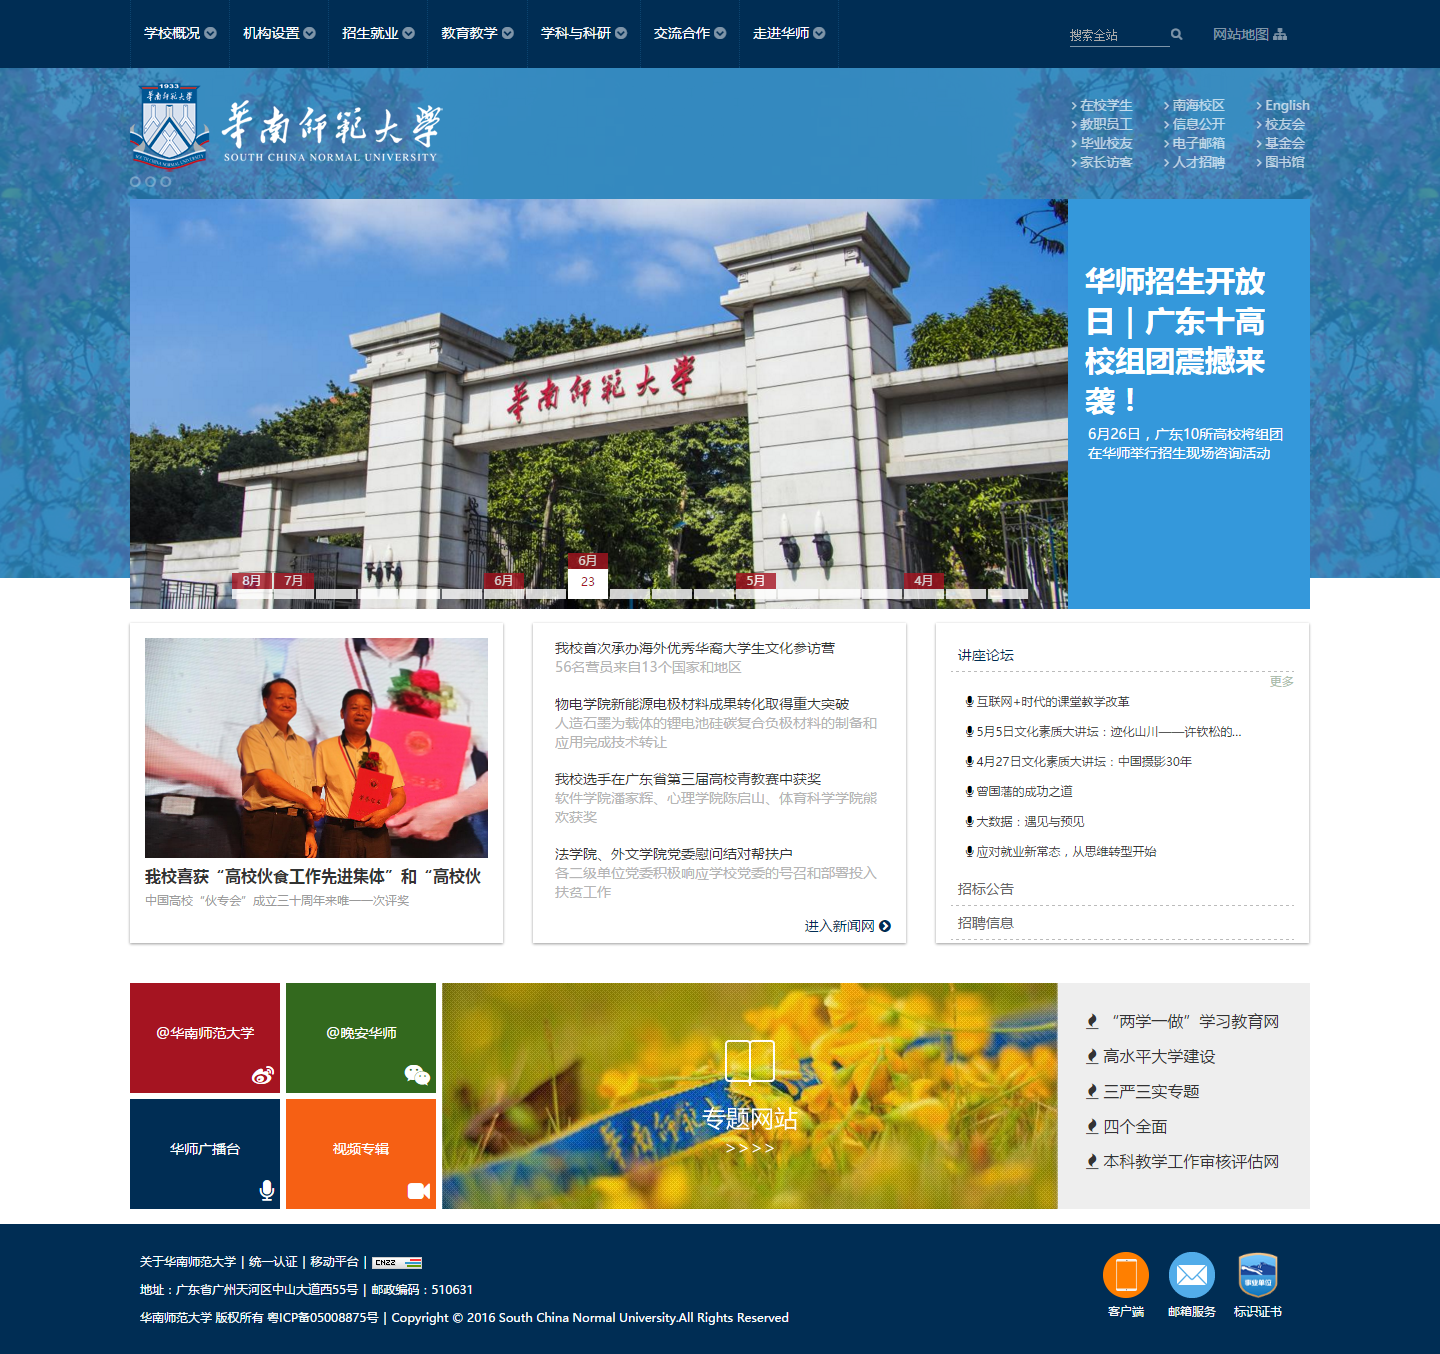 学校概况
机构设置
招生就业
教育教学
学科与科研
交流合作
走进华师
搜索全站
网站地图
1933
華南師範大學
SOUTH CHINA NORMAL UNIVERSITY
在校学生
南海校区
English
教职员工
信息公开
校友会
毕业校友
电子邮箱
基金会
家长访客
人才招聘
图书馆
華南師範大學
华师招生开放
日 | 广东十高
校组团震撼来
袭！
6月26日，广东10所高校将组团
在华师举行招生现场咨询活动
8月
7月
6月
6月
23
5月
4月
我校喜获“高校伙食工作先进集体”和“高校伙
中国高校“伙专会”成立三十周年来唯一一次评奖
我校首次承办海外优秀华裔大学生文化参访营
56名营员来自13个国家和地区
物电学院新能源电极材料成果转化取得重大突破
人造石墨为载体的锂电池硅碳复合负极材料的制备和
应用完成技术转让
我校选手在广东省第三届高校青教赛中获奖
软件学院潘家辉、心理学院陈启山、体育科学学院熊
欢获奖
法学院、外文学院党委慰问结对帮扶户
各二级单位党委积极响应学校党委的号召和部署投入
扶贫工作
进入新闻网
讲座论坛
更多
互联网+时代的课堂教学改革
5月5日文化素质大讲坛：迹化山川——许钦松的...
4月27日文化素质大讲坛：中国摄影30年
曾国藩的成功之道
大数据：遇见与预见
应对就业新常态，从思维转型开始
招标公告
招聘信息
@华南师范大学
@晚安华师
华师广播台
视频专辑
专题网站
> > > >
“两学一做”学习教育网
高水平大学建设
三严三实专题
四个全面
本科教学工作审核评估网
关于华南师范大学 | 统一认证 | 移动平台 | CNZZ
地址：广东省广州天河区中山大道西55号 | 邮政编码：510631
华南师范大学 版权所有 粤ICP备05008875号 | Copyright © 2016 South China Normal University.All Rights Reserved
客户端
邮箱服务
事业单位
标识证书